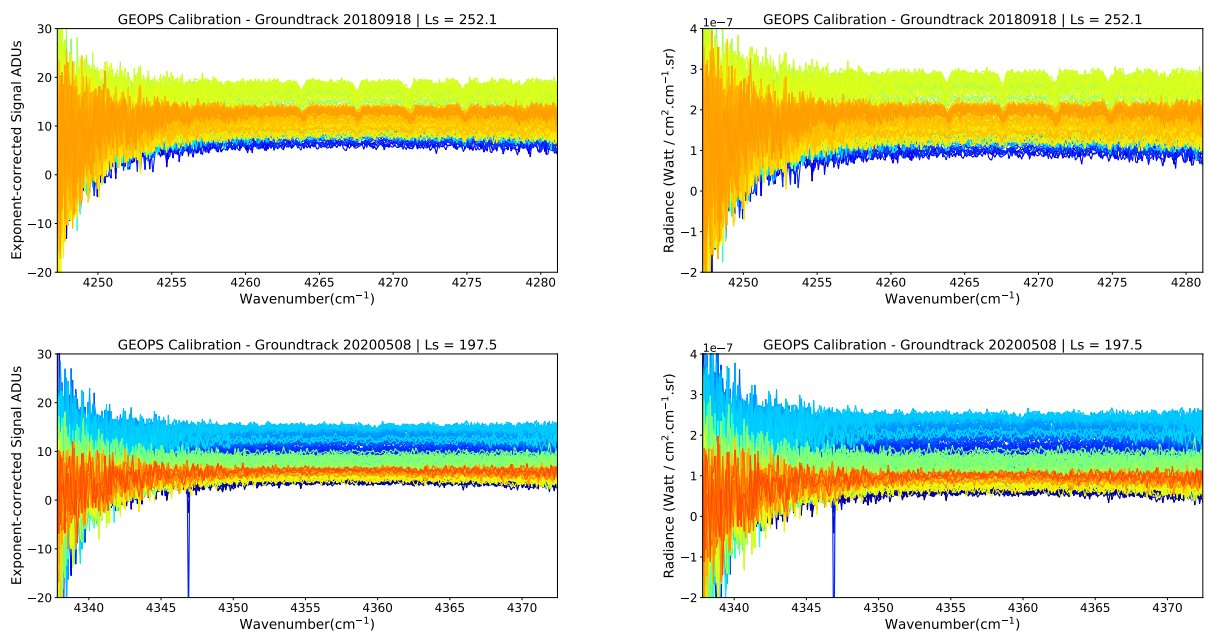 GEOPS Calibration - Groundtrack 20180918 | Ls = 252.1
Exponent-corrected Signal ADUs
30
20
10
0
−10
−20
4250 4255 4260 4265 4270 4275 4280
Wavenumber(cm⁻¹)
GEOPS Calibration - Groundtrack 20180918 | Ls = 252.1
1e−7
Radiance (Watt / cm².cm⁻¹.sr)
4
3
2
1
0
−1
−2
4250 4255 4260 4265 4270 4275 4280
Wavenumber(cm⁻¹)
GEOPS Calibration - Groundtrack 20200508 | Ls = 197.5
Exponent-corrected Signal ADUs
30
20
10
0
−10
−20
4340 4345 4350 4355 4360 4365 4370
Wavenumber(cm⁻¹)
GEOPS Calibration - Groundtrack 20200508 | Ls = 197.5
1e−7
Radiance (Watt / cm².cm⁻¹.sr)
4
3
2
1
0
−1
−2
4340 4345 4350 4355 4360 4365 4370
Wavenumber(cm⁻¹)